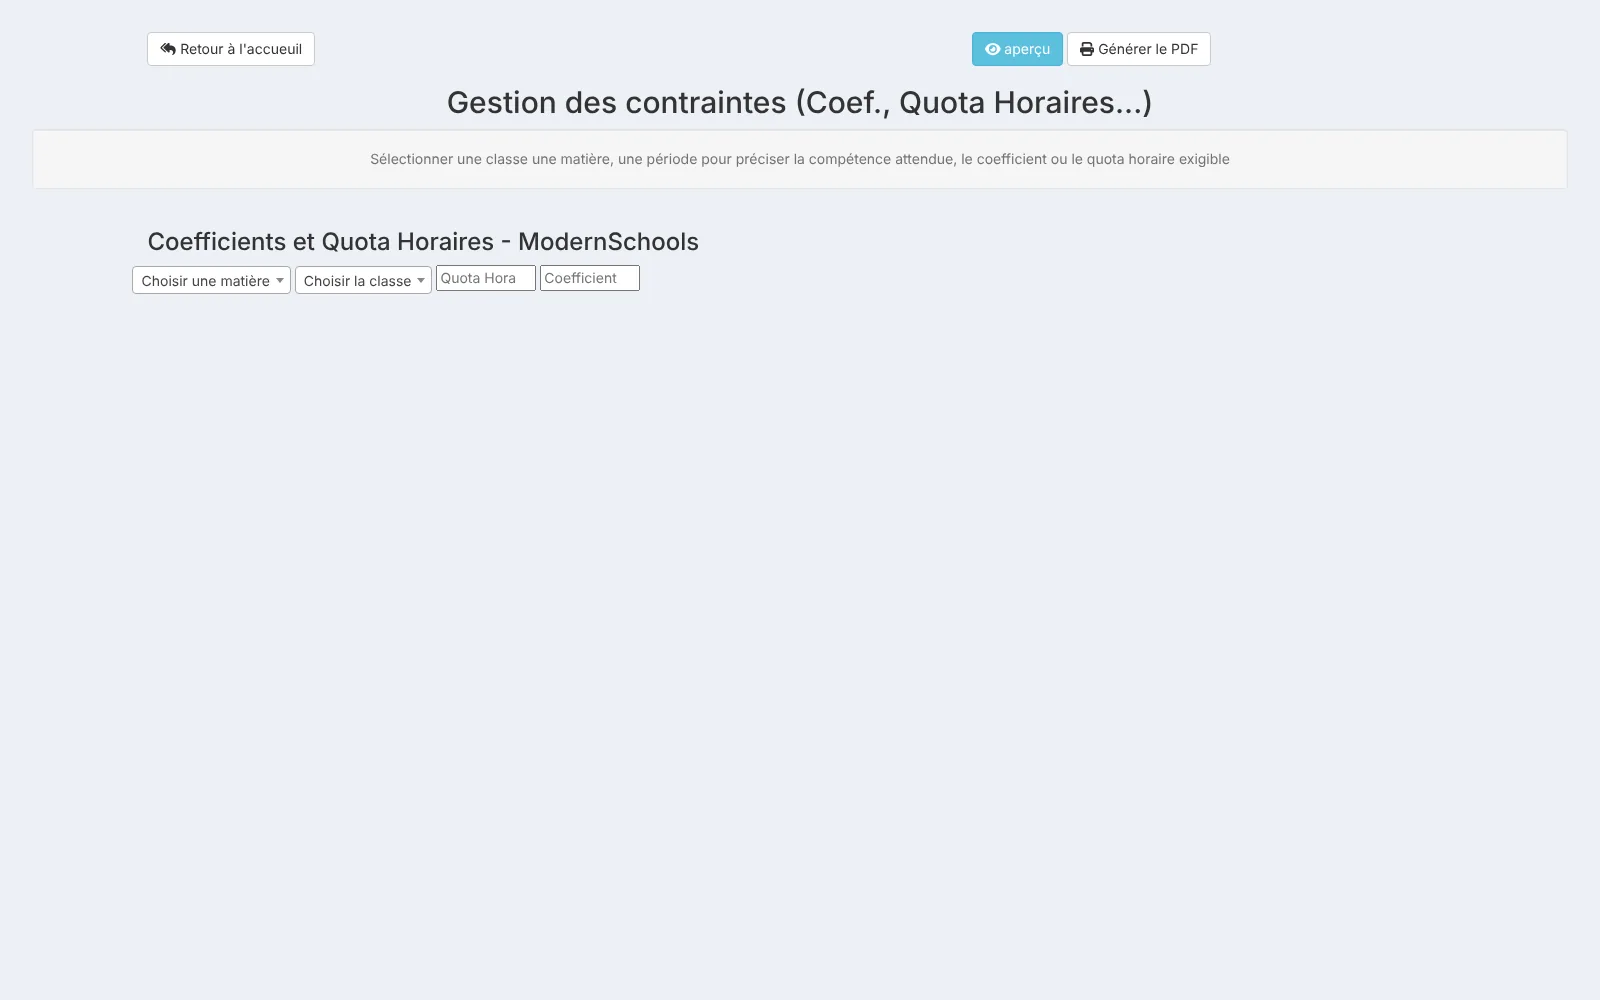 Retour à l'accueuil
aperçu
Générer le PDF
Gestion des contraintes (Coef., Quota Horaires...)
Sélectionner une classe une matière, une période pour préciser la compétence attendue, le coefficient ou le quota horaire exigible
Coefficients et Quota Horaires - ModernSchools
Choisir une matière
Choisir la classe
Quota Hora
Coefficient